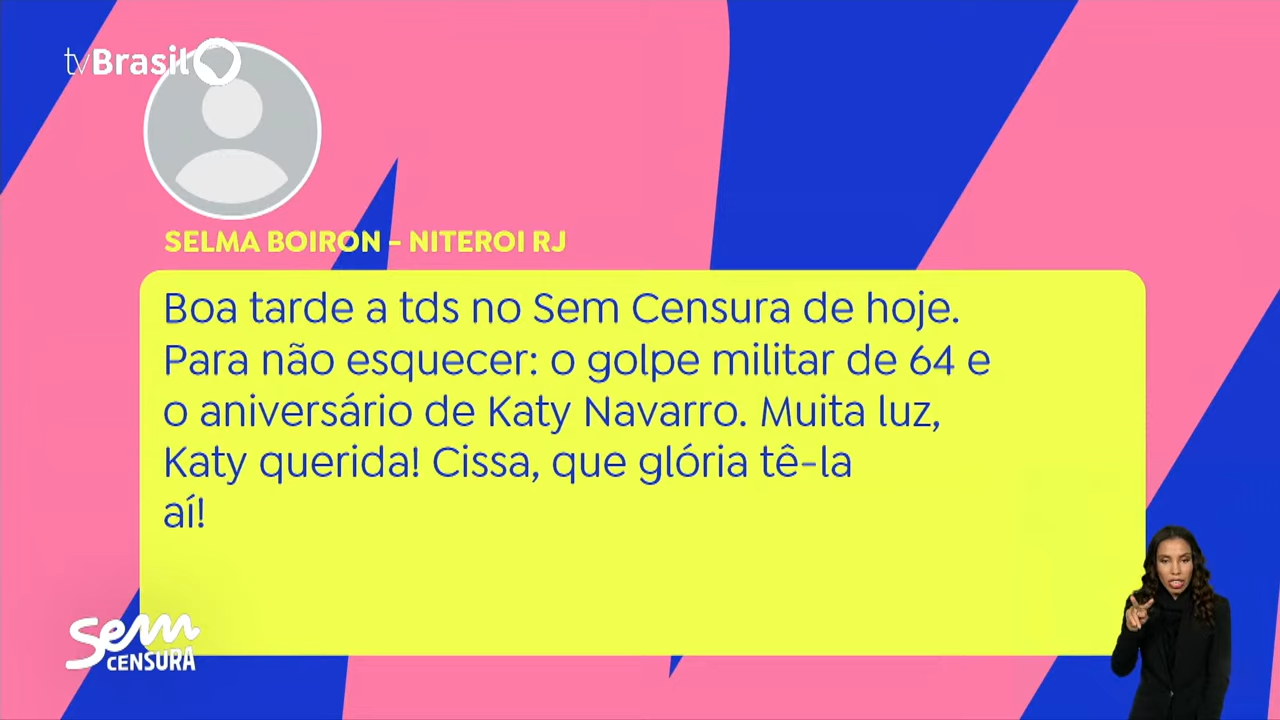 tvBrasil
SELMA BOIRON - NITEROI RJ
Boa tarde a tds no Sem Censura de hoje.
Para não esquecer: o golpe militar de 64 e
o aniversário de Katy Navarro. Muita luz,
Katy querida! Cissa, que glória tê-la
aí!
Sem
CENSURA